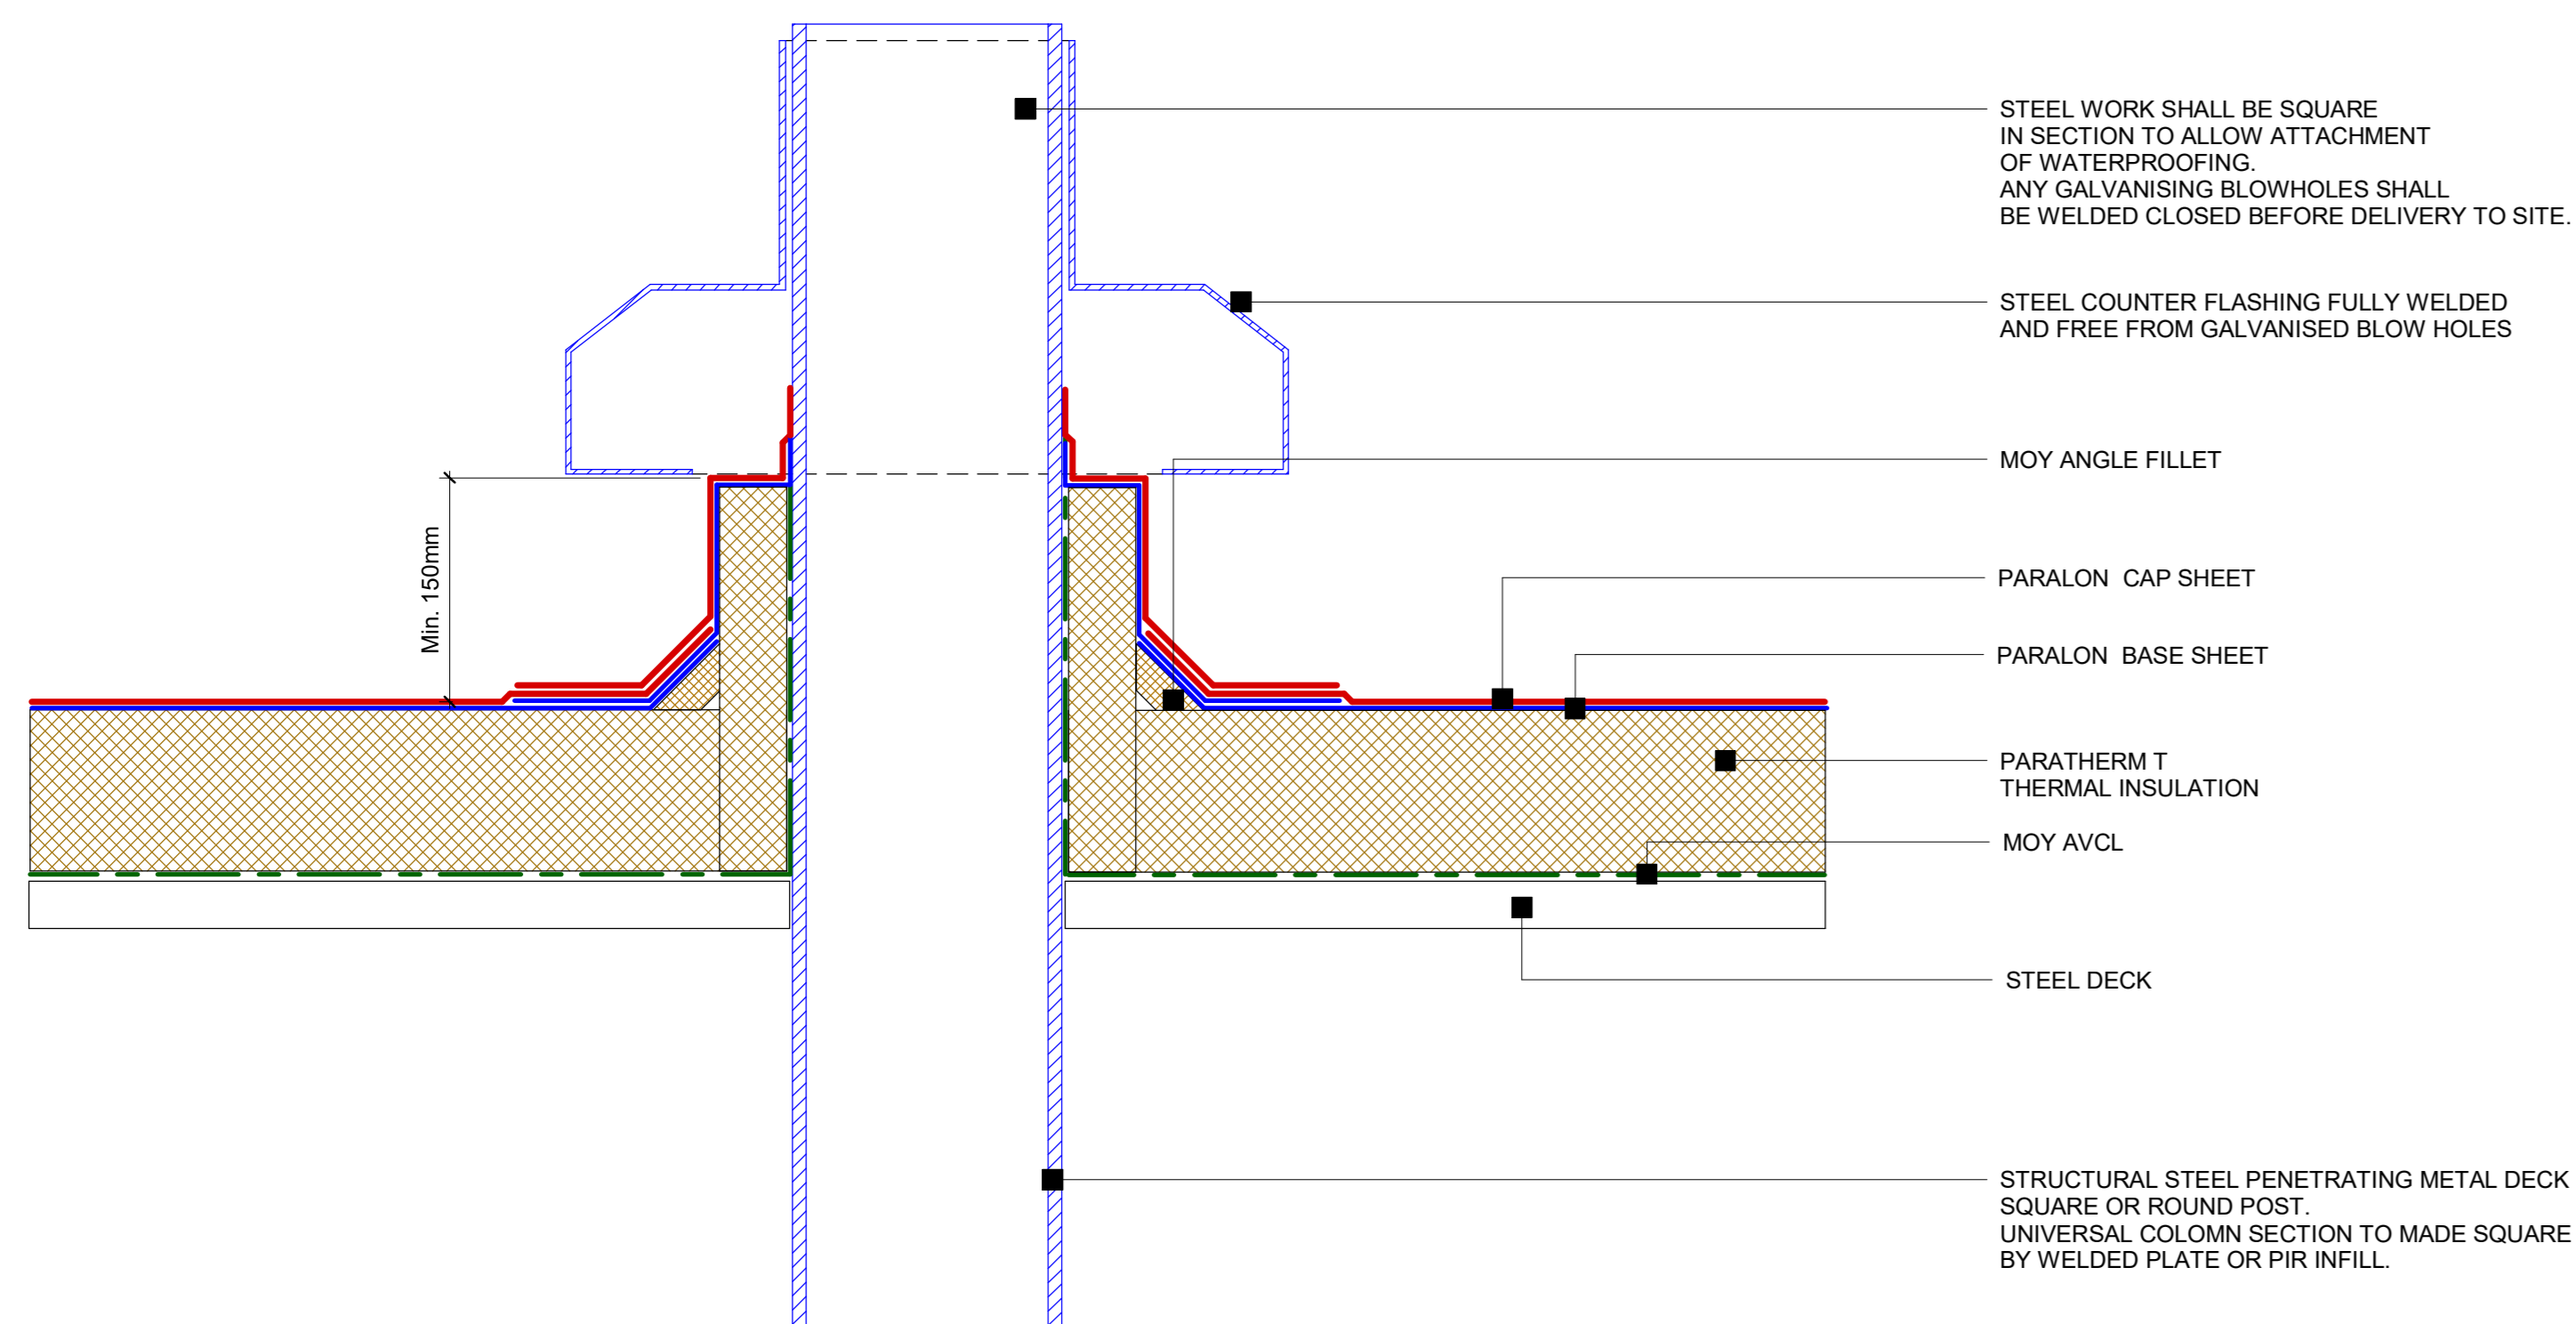 STEEL WORK SHALL BE SQUARE
IN SECTION TO ALLOW ATTACHMENT
OF WATERPROOFING.
ANY GALVANISING BLOWHOLES SHALL
BE WELDED CLOSED BEFORE DELIVERY TO SITE.
STEEL COUNTER FLASHING FULLY WELDED
AND FREE FROM GALVANISED BLOW HOLES
MOY ANGLE FILLET
Min. 150mm
PARALON CAP SHEET
PARALON BASE SHEET
PARATHERM T
THERMAL INSULATION
MOY AVCL
STEEL DECK
STRUCTURAL STEEL PENETRATING METAL DECK
SQUARE OR ROUND POST.
UNIVERSAL COLOMN SECTION TO MADE SQUARE
BY WELDED PLATE OR PIR INFILL.